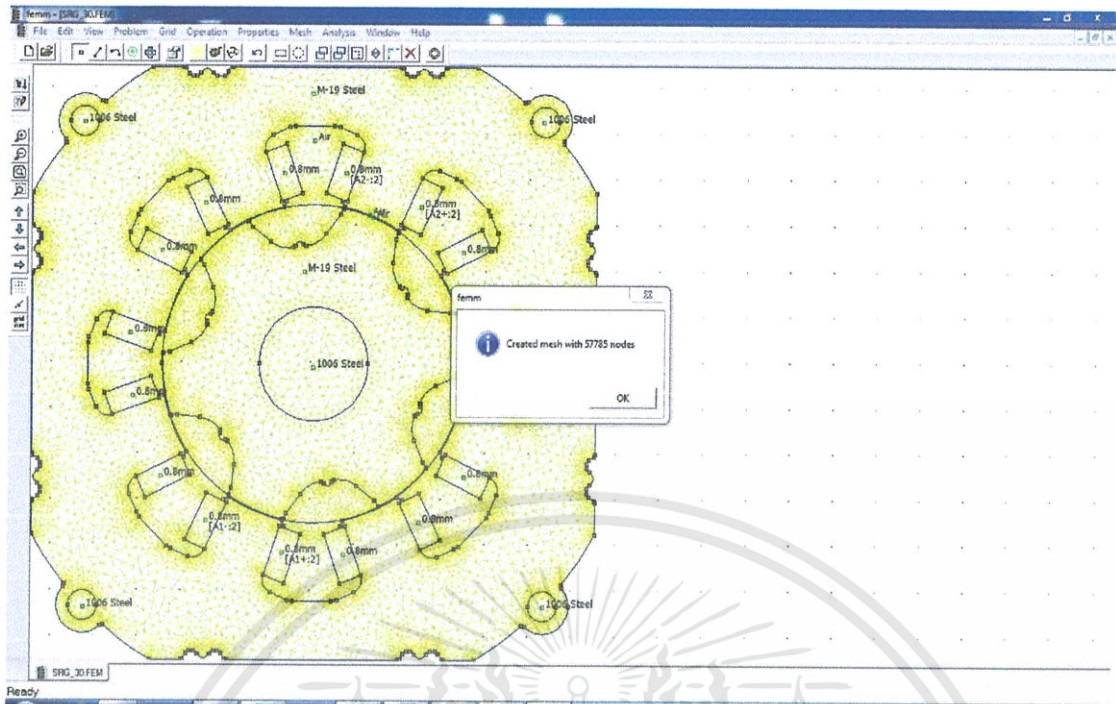 femm - [SRG_30.FEM]
File Edit View Problem Grid Operation Properties Mesh Analysis Window Help
M-19 Steel
1006 Steel
1006 Steel
Air
0.8mm
0.8mm
[A2-:2]
0.8mm
0.8mm
[A2+:2]
Air
0.8mm
0.8mm
M-19 Steel
femm
0.8mm
Created mesh with 57785 nodes
1006 Steel
0.8mm
OK
0.8mm
0.8mm
0.8mm
[A1-:2]
0.8mm
0.8mm
[A1+:2]
0.8mm
1006 Steel
1006 Steel
SRG_30.FEM
Ready